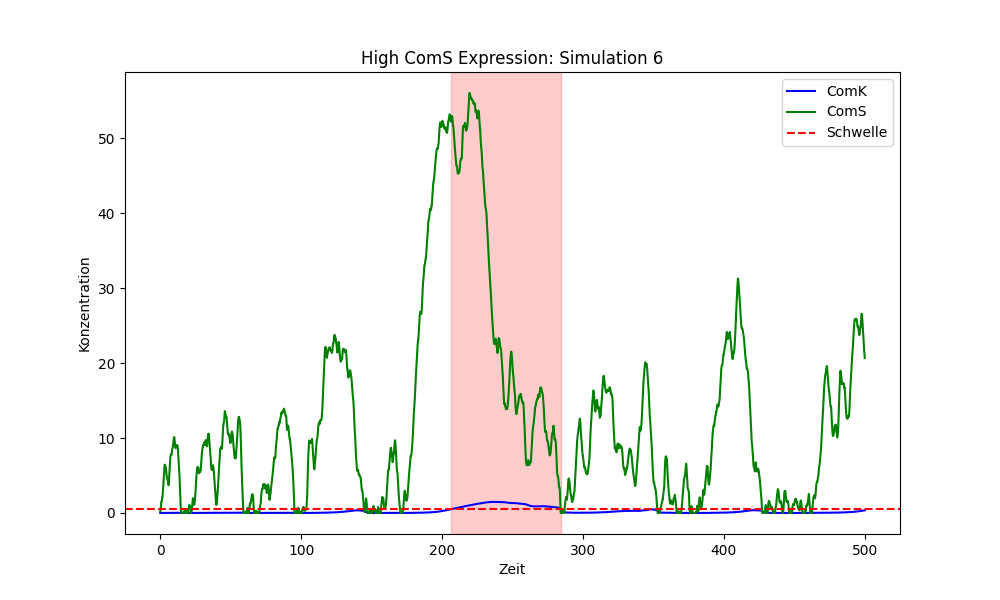 High ComS Expression: Simulation 6
ComK
ComS
Schwelle
Konzentration
50
40
30
20
10
0
0 100 200 300 400 500
Zeit